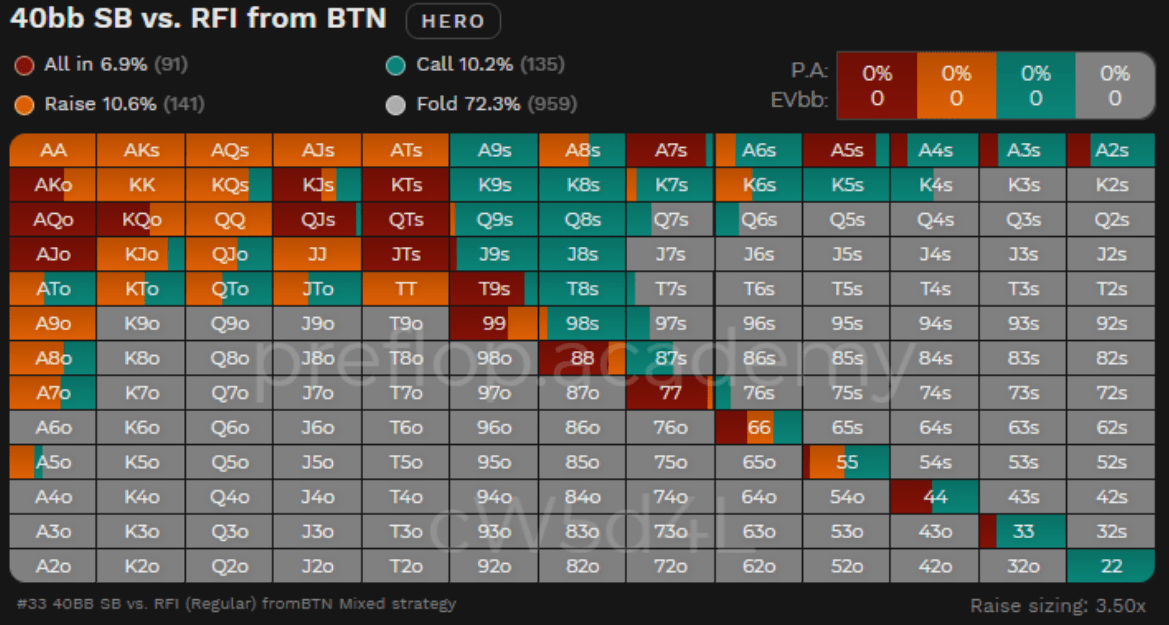 40bb SB vs. RFI from BTN HERO
All in 6.9% (91) Call 10.2% (135) P.A: 0% 0% 0% 0%
Raise 10.6% (141) Fold 72.3% (959) EVbb: 0 0 0 0
AA AKs AQs AJs ATs A9s A8s A7s A6s A5s A4s A3s A2s
AKo KK KQs KJs KTs K9s K8s K7s K6s K5s K4s K3s K2s
AQo KQo QQ QJs QTs Q9s Q8s Q7s Q6s Q5s Q4s Q3s Q2s
AJo KJo QJo JJ JTs J9s J8s J7s J6s J5s J4s J3s J2s
ATo KTo QTo JTo TT T9s T8s T7s T6s T5s T4s T3s T2s
A9o K9o Q9o J9o T9o 99 98s 97s 96s 95s 94s 93s 92s
A8o K8o Q8o J8o T8o 98o 88 87s 86s 85s 84s 83s 82s
preflop.academy
A7o K7o Q7o J7o T7o 97o 87o 77 76s 75s 74s 73s 72s
A6o K6o Q6o J6o T6o 96o 86o 76o 66 65s 64s 63s 62s
A5o K5o Q5o J5o T5o 95o 85o 75o 65o 55 54s 53s 52s
A4o K4o Q4o J4o T4o 94o 84o 74o 64o 54o 44 43s 42s
A3o K3o Q3o J3o T3o 93o 83o 73o 63o 53o 43o 33 32s
cW5d4L
A2o K2o Q2o J2o T2o 92o 82o 72o 62o 52o 42o 32o 22
#33 40BB SB vs. RFI (Regular) fromBTN Mixed strategy Raise sizing: 3.50x